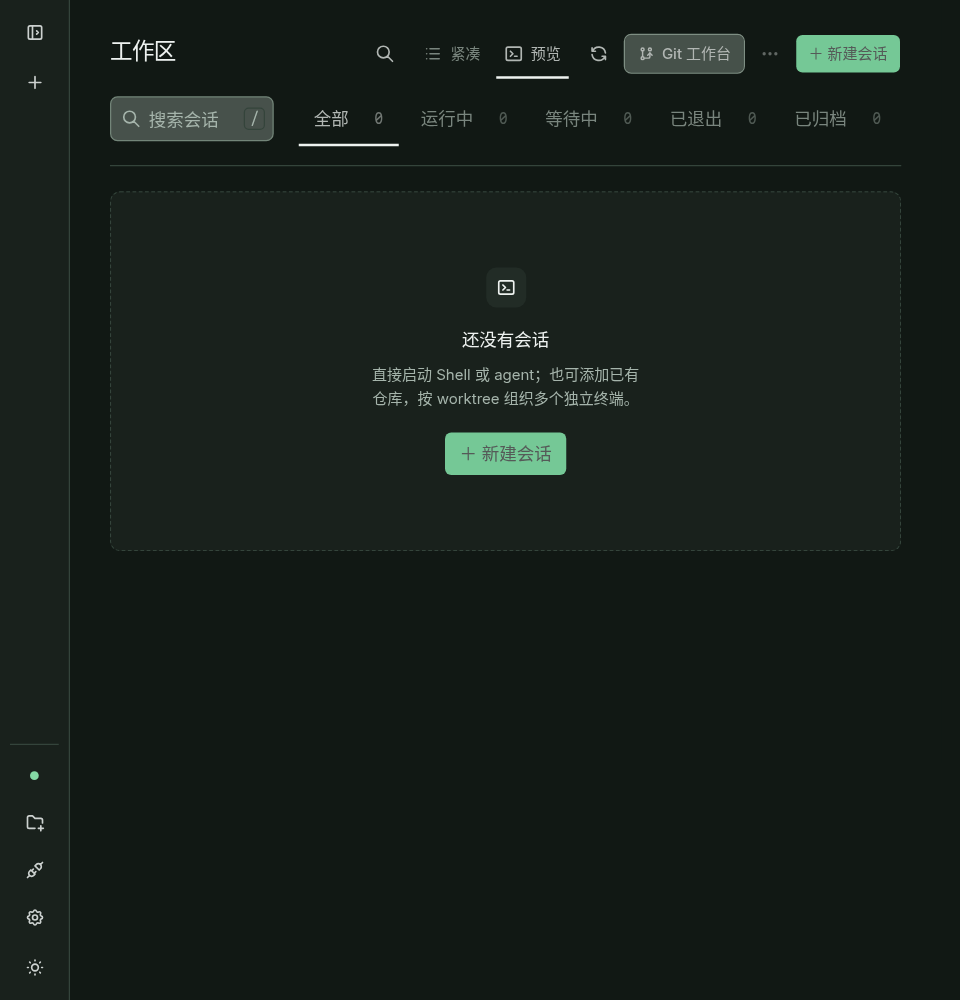 工作区
紧凑
预览
Git 工作台
新建会话
搜索会话 /
全部 0
运行中 0
等待中 0
已退出 0
已归档 0
还没有会话
直接启动 Shell 或 agent；也可添加已有
仓库，按 worktree 组织多个独立终端。
新建会话